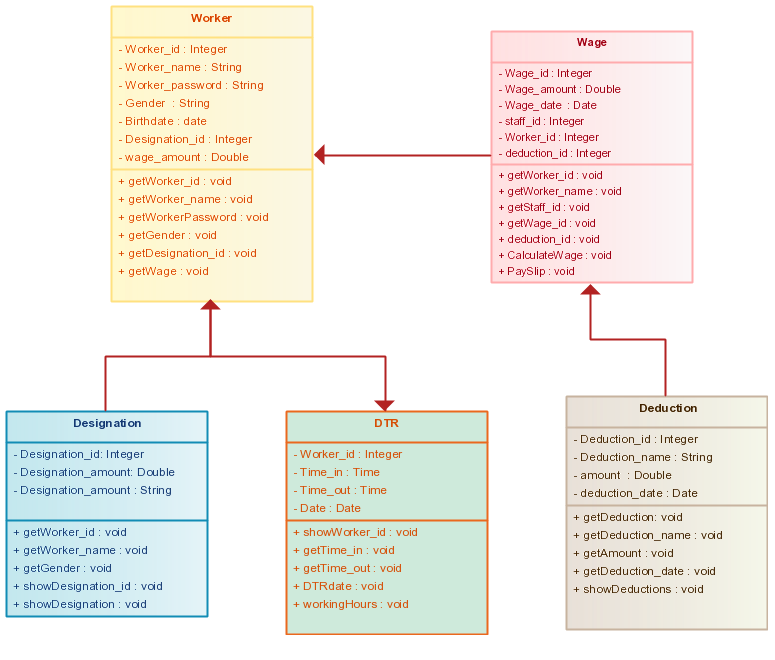 Worker
- Worker_id : Integer
- Worker_name : String
- Worker_password : String
- Gender  : String
- Birthdate : date
- Designation_id : Integer
- wage_amount : Double
+ getWorker_id : void
+ getWorker_name : void
+ getWorkerPassword : void
+ getGender : void
+ getDesignation_id : void
+ getWage : void
Wage
- Wage_id : Integer
- Wage_amount : Double
- Wage_date  : Date
- staff_id : Integer
- Worker_id : Integer
- deduction_id : Integer
+ getWorker_id : void
+ getWorker_name : void
+ getStaff_id : void
+ getWage_id : void
+ deduction_id : void
+ CalculateWage : void
+ PaySlip : void
Designation
- Designation_id: Integer
- Designation_amount: Double
- Designation_amount : String
+ getWorker_id : void
+ getWorker_name : void
+ getGender : void
+ showDesignation_id : void
+ showDesignation : void
DTR
- Worker_id : Integer
- Time_in : Time
- Time_out : Time
- Date : Date
+ showWorker_id : void
+ getTime_in : void
+ getTime_out : void
+ DTRdate : void
+ workingHours : void
Deduction
- Deduction_id : Integer
- Deduction_name : String
- amount  : Double
- deduction_date : Date
+ getDeduction: void
+ getDeduction_name : void
+ getAmount : void
+ getDeduction_date : void
+ showDeductions : void